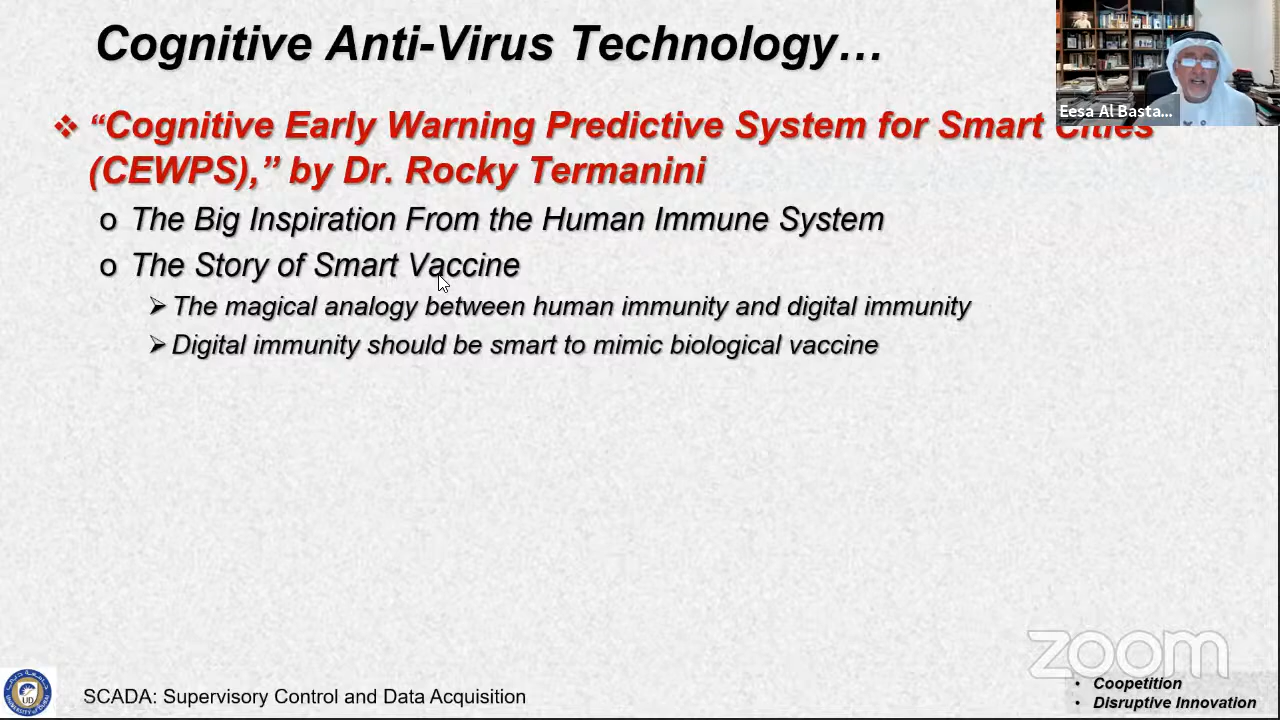 Cognitive Anti-Virus Technology…
Eesa Al Basta...
❖ “Cognitive Early Warning Predictive System for Smart Cities
(CEWPS),” by Dr. Rocky Termanini
o The Big Inspiration From the Human Immune System
o The Story of Smart Vaccine
➢ The magical analogy between human immunity and digital immunity
➢ Digital immunity should be smart to mimic biological vaccine
zoom
• Coopetition
SCADA: Supervisory Control and Data Acquisition
• Disruptive Innovation